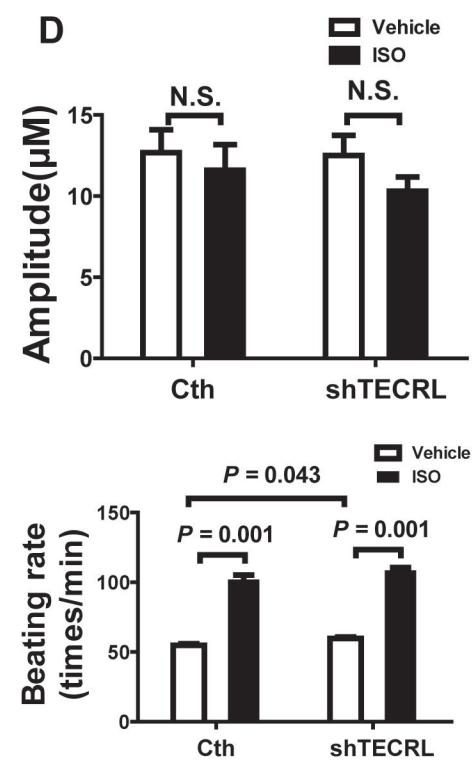 D
Vehicle
ISO
N.S.
N.S.
Amplitude(µM)
15
10
5
0
Cth
shTECRL
Vehicle
ISO
P = 0.043
P = 0.001
P = 0.001
Beating rate
(times/min)
150
100
50
0
Cth
shTECRL